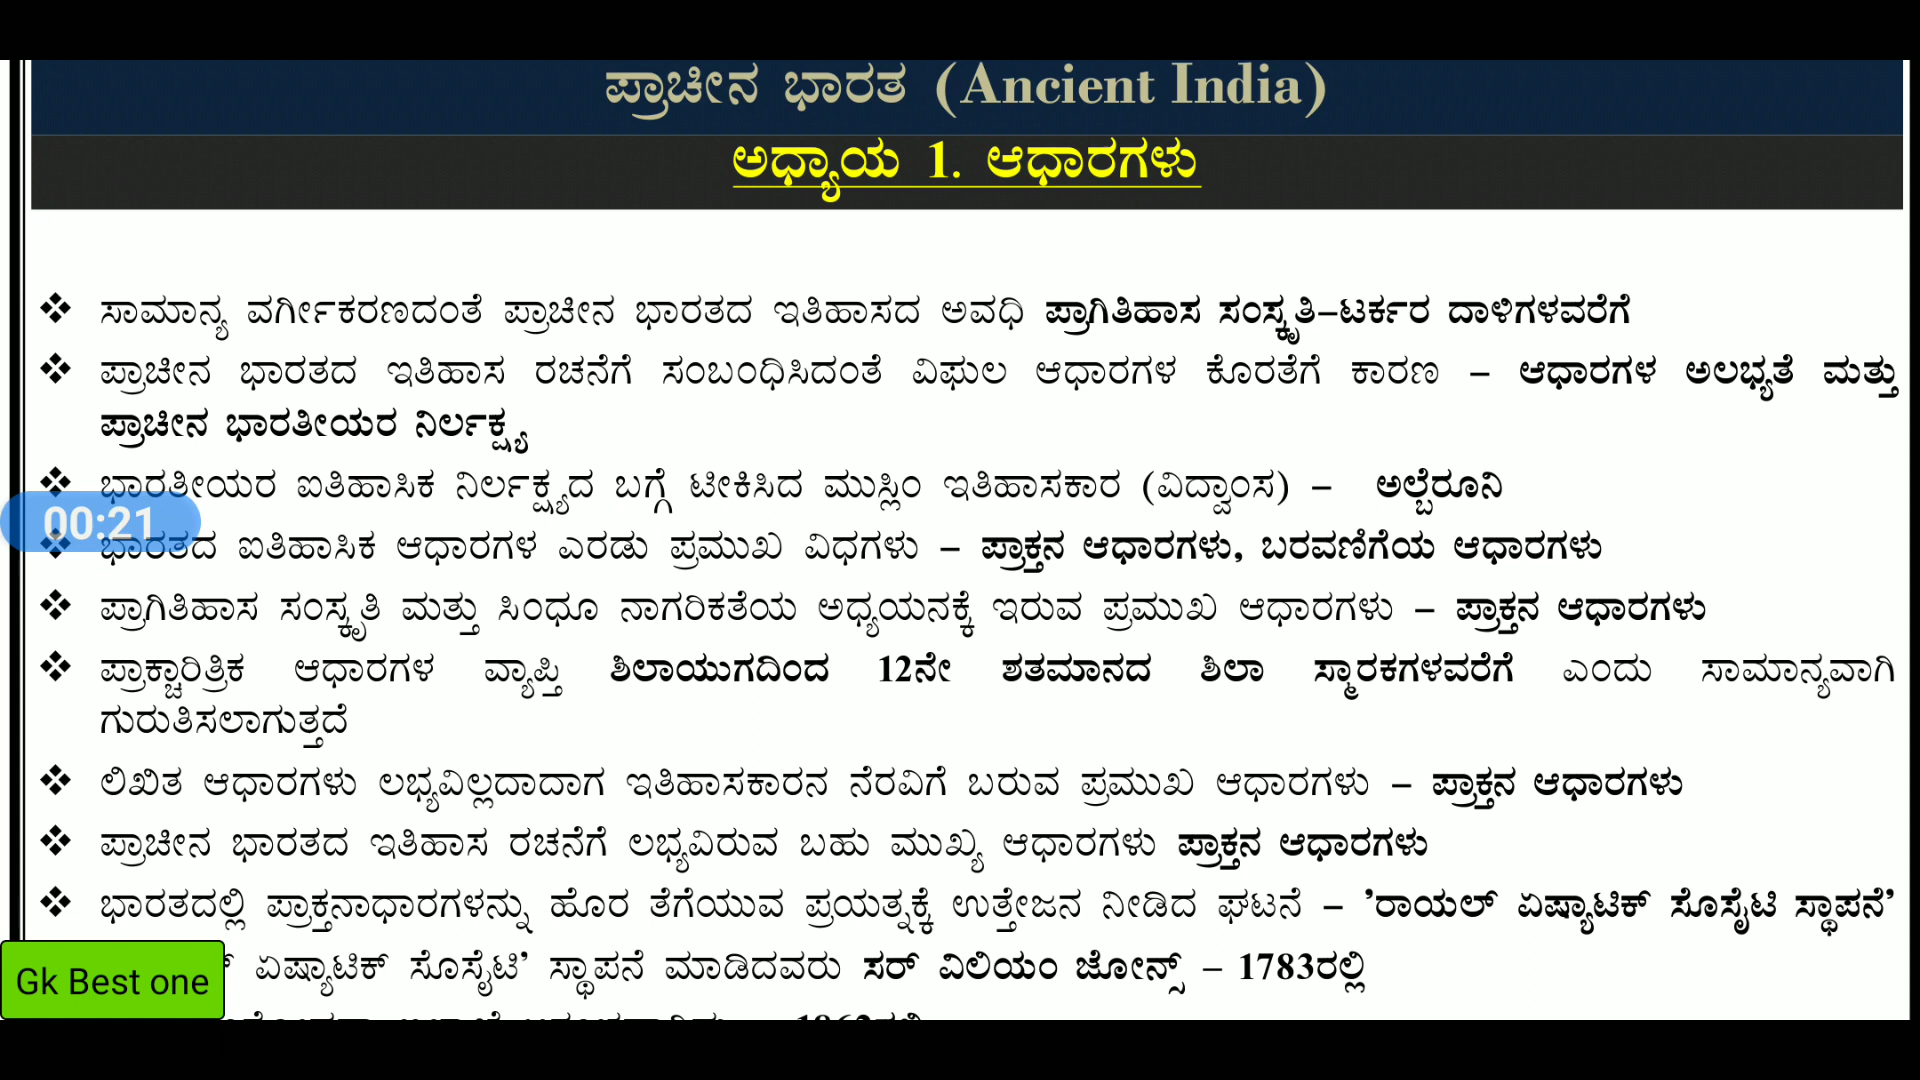 ಪ್ರಾಚೀನ ಭಾರತ (Ancient India)
ಅಧ್ಯಾಯ 1. ಆಧಾರಗಳು
❖ ಸಾಮಾನ್ಯ ವರ್ಗೀಕರಣದಂತೆ ಪ್ರಾಚೀನ ಭಾರತದ ಇತಿಹಾಸದ ಅವಧಿ ಪ್ರಾಗಿತಿಹಾಸ ಸಂಸ್ಕೃತಿ–ಟರ್ಕರ ದಾಳಿಗಳವರೆಗೆ
❖ ಪ್ರಾಚೀನ ಭಾರತದ ಇತಿಹಾಸ ರಚನೆಗೆ ಸಂಬಂಧಿಸಿದಂತೆ ವಿಫುಲ ಆಧಾರಗಳ ಕೊರತೆಗೆ ಕಾರಣ – ಆಧಾರಗಳ ಅಲಭ್ಯತೆ ಮತ್ತು
ಪ್ರಾಚೀನ ಭಾರತೀಯರ ನಿರ್ಲಕ್ಷ್ಯ
❖ ಭಾರತೀಯರ ಐತಿಹಾಸಿಕ ನಿರ್ಲಕ್ಷ್ಯದ ಬಗ್ಗೆ ಟೀಕಿಸಿದ ಮುಸ್ಲಿಂ ಇತಿಹಾಸಕಾರ (ವಿದ್ವಾಂಸ) – ಅಲ್ಬೆರೂನಿ
00:21
❖ ಭಾರತದ ಐತಿಹಾಸಿಕ ಆಧಾರಗಳ ಎರಡು ಪ್ರಮುಖ ವಿಧಗಳು – ಪ್ರಾಕ್ತನ ಆಧಾರಗಳು, ಬರವಣಿಗೆಯ ಆಧಾರಗಳು
❖ ಪ್ರಾಗಿತಿಹಾಸ ಸಂಸ್ಕೃತಿ ಮತ್ತು ಸಿಂಧೂ ನಾಗರಿಕತೆಯ ಅಧ್ಯಯನಕ್ಕೆ ಇರುವ ಪ್ರಮುಖ ಆಧಾರಗಳು – ಪ್ರಾಕ್ತನ ಆಧಾರಗಳು
❖ ಪ್ರಾಕ್ಚಾರಿತ್ರಿಕ ಆಧಾರಗಳ ವ್ಯಾಪ್ತಿ ಶಿಲಾಯುಗದಿಂದ 12ನೇ ಶತಮಾನದ ಶಿಲಾ ಸ್ಮಾರಕಗಳವರೆಗೆ ಎಂದು ಸಾಮಾನ್ಯವಾಗಿ
ಗುರುತಿಸಲಾಗುತ್ತದೆ
❖ ಲಿಖಿತ ಆಧಾರಗಳು ಲಭ್ಯವಿಲ್ಲದಾದಾಗ ಇತಿಹಾಸಕಾರನ ನೆರವಿಗೆ ಬರುವ ಪ್ರಮುಖ ಆಧಾರಗಳು – ಪ್ರಾಕ್ತನ ಆಧಾರಗಳು
❖ ಪ್ರಾಚೀನ ಭಾರತದ ಇತಿಹಾಸ ರಚನೆಗೆ ಲಭ್ಯವಿರುವ ಬಹು ಮುಖ್ಯ ಆಧಾರಗಳು ಪ್ರಾಕ್ತನ ಆಧಾರಗಳು
❖ ಭಾರತದಲ್ಲಿ ಪ್ರಾಕ್ತನಾಧಾರಗಳನ್ನು ಹೊರ ತೆಗೆಯುವ ಪ್ರಯತ್ನಕ್ಕೆ ಉತ್ತೇಜನ ನೀಡಿದ ಘಟನೆ – ’ರಾಯಲ್ ಏಷ್ಯಾಟಿಕ್ ಸೊಸೈಟಿ ಸ್ಥಾಪನೆ’
ಏಷ್ಯಾಟಿಕ್ ಸೊಸೈಟಿ’ ಸ್ಥಾಪನೆ ಮಾಡಿದವರು ಸರ್ ವಿಲಿಯಂ ಜೋನ್ಸ್ – 1783ರಲ್ಲಿ
Gk Best one